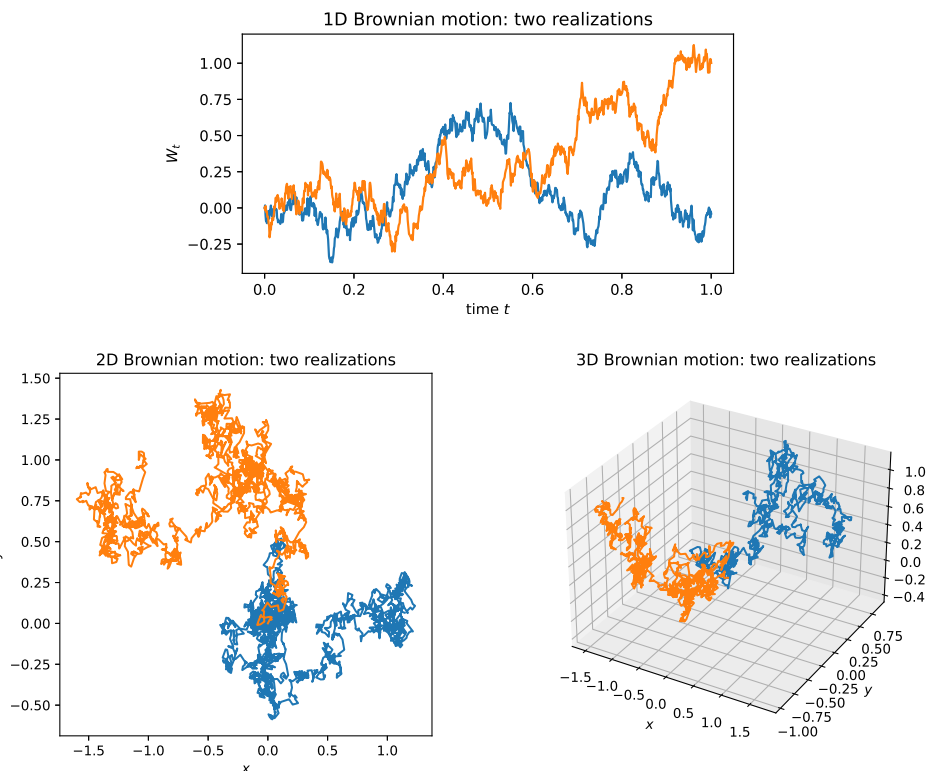 1D Brownian motion: two realizations
1.00
0.75
0.50
0.25
0.00
−0.25
W_t
0.0 0.2 0.4 0.6 0.8 1.0
time t
2D Brownian motion: two realizations
1.50
1.25
1.00
0.75
0.50
0.25
0.00
−0.25
−0.50
−1.5 −1.0 −0.5 0.0 0.5 1.0
x
3D Brownian motion: two realizations
1.0
0.8
0.6
0.4
0.2
0.0
−0.2
−0.4
0.75
0.50
0.25
0.00
−0.25
−0.50
−0.75
−1.00
y
−1.5 −1.0 −0.5 0.0 0.5 1.0 1.5
x